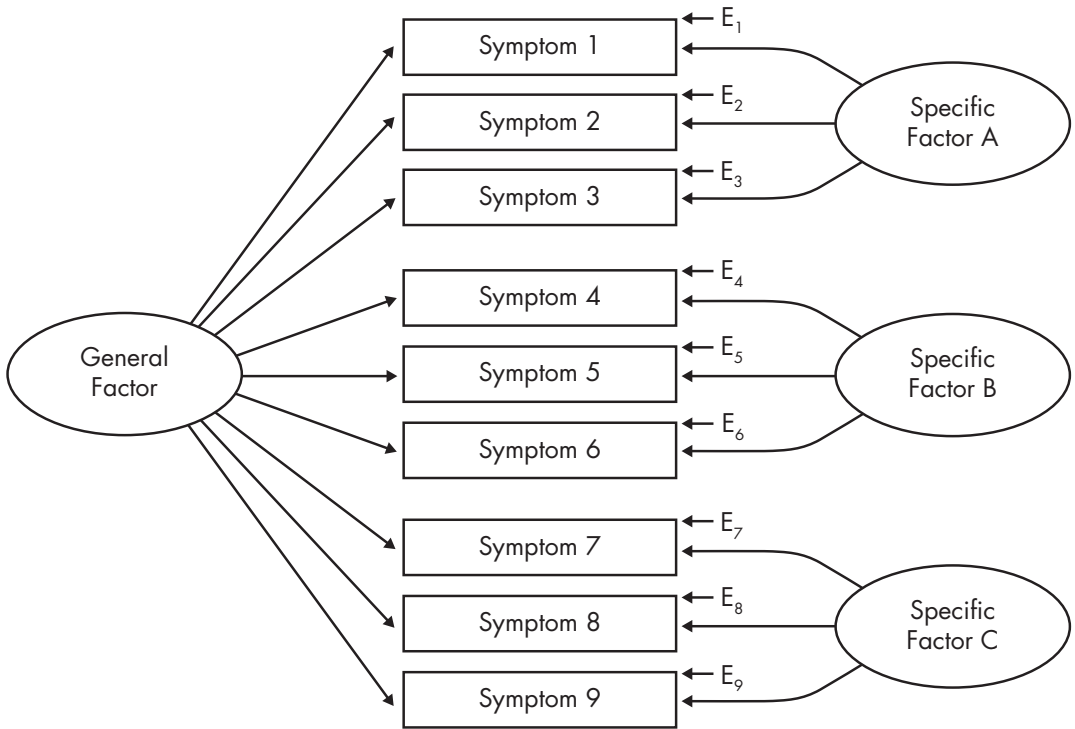 Symptom 1
E₁
Symptom 2
E₂
Symptom 3
E₃
Specific
Factor A
Symptom 4
E₄
Symptom 5
E₅
Symptom 6
E₆
General
Factor
Specific
Factor B
Symptom 7
E₇
Symptom 8
E₈
Symptom 9
E₉
Specific
Factor C